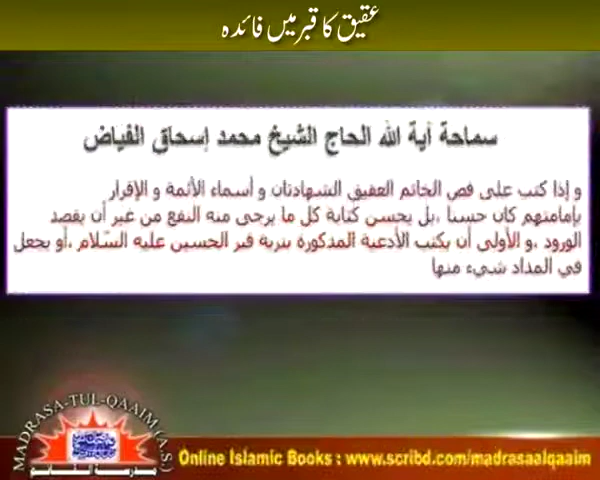 عقیق کا قبر میں فائدہ
سماحة آية الله الحاج الشيخ محمد إسحاق الفياض
و إذا كتب على فص الخاتم العقيق الشهادتان و أسماء الأئمة و الإقرار
بإمامتهم كان حسنا ،بل يحسن كتابة كل ما يرجى منه النفع من غير أن يقصد
الورود ،و الأولى أن يكتب الأدعية المذكورة بتربة قبر الحسين عليه السّلام ،أو يجعل
في المداد شيء منها
MADRASA-TUL-QAAIM(A.S)
مدرسة القائم
Online Islamic Books : www.scribd.com/madrasaalqaaim